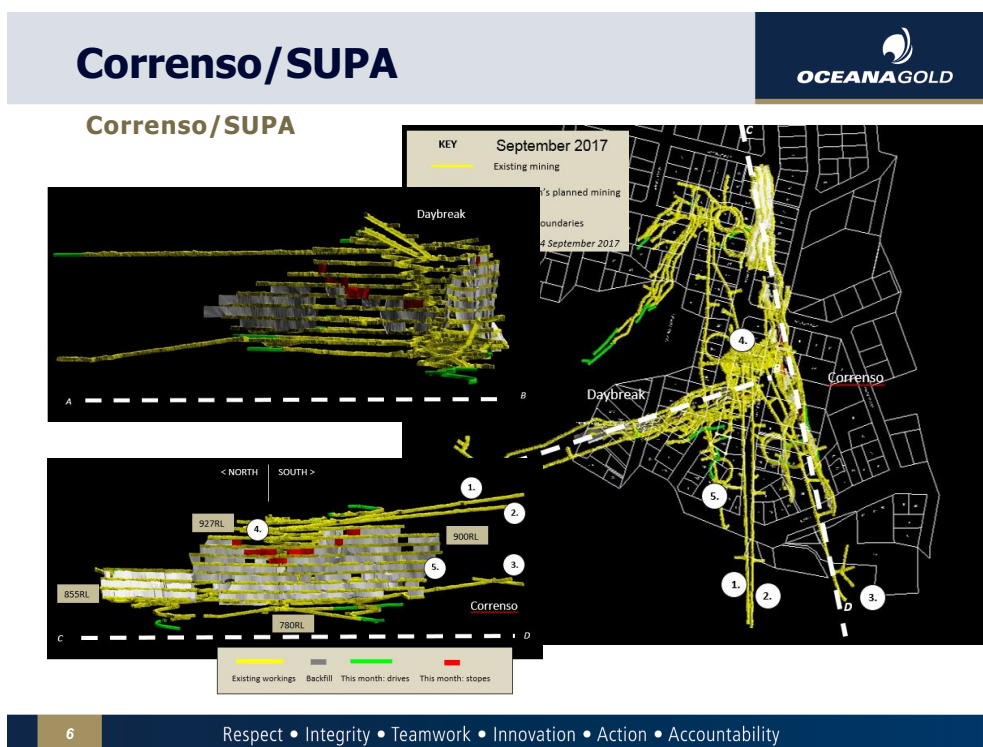 Correnso/SUPA
OCEANAGOLD
Correnso/SUPA
KEY
September 2017
Existing mining
's planned mining
oundaries
4 September 2017
C
Daybreak
A
B
4.
B
Correnso
Daybreak
5.
1.
2.
3.
D
< NORTH
SOUTH >
1.
2.
927RL
4.
900RL
5.
3.
855RL
Correnso
780RL
C
D
Existing workings
Backfill
This month: drives
This month: stopes
6
Respect • Integrity • Teamwork • Innovation • Action • Accountability